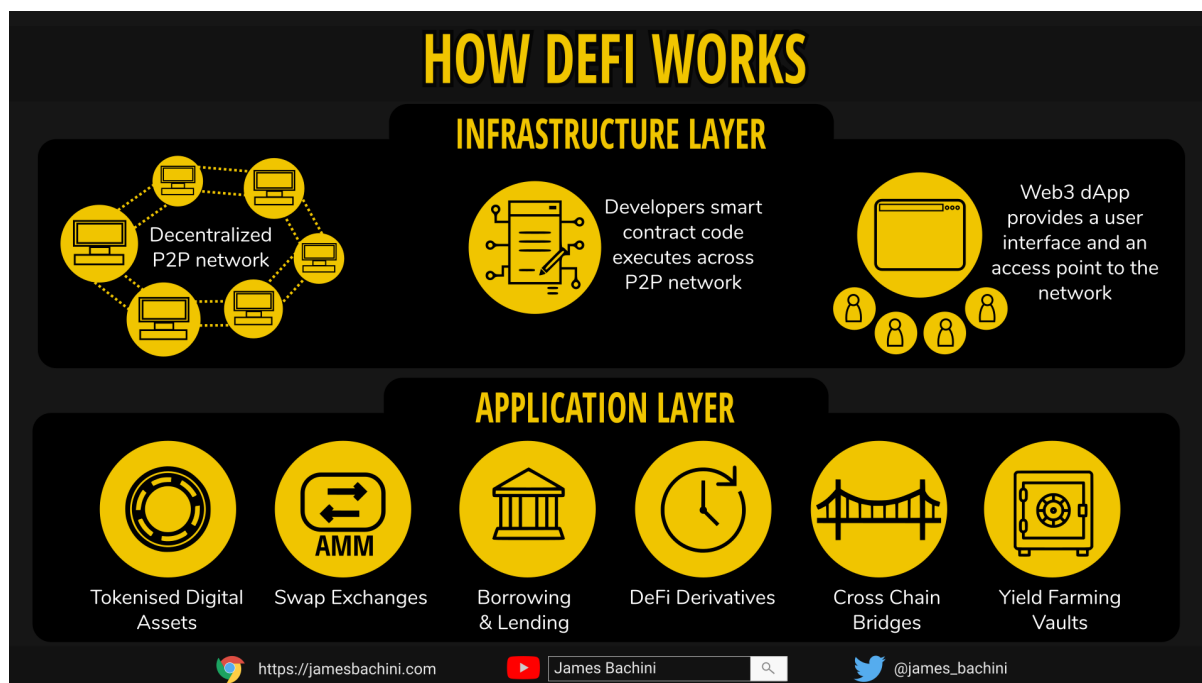 HOW DEFI WORKS
INFRASTRUCTURE LAYER
Decentralized
P2P network
Developers smart
contract code
executes across
P2P network
Web3 dApp
provides a user
interface and an
access point to the
network
APPLICATION LAYER
AMM
Tokenised Digital
Assets
Swap Exchanges
Borrowing
& Lending
DeFi Derivatives
Cross Chain
Bridges
Yield Farming
Vaults
https://jamesbachini.com
James Bachini
@james_bachini